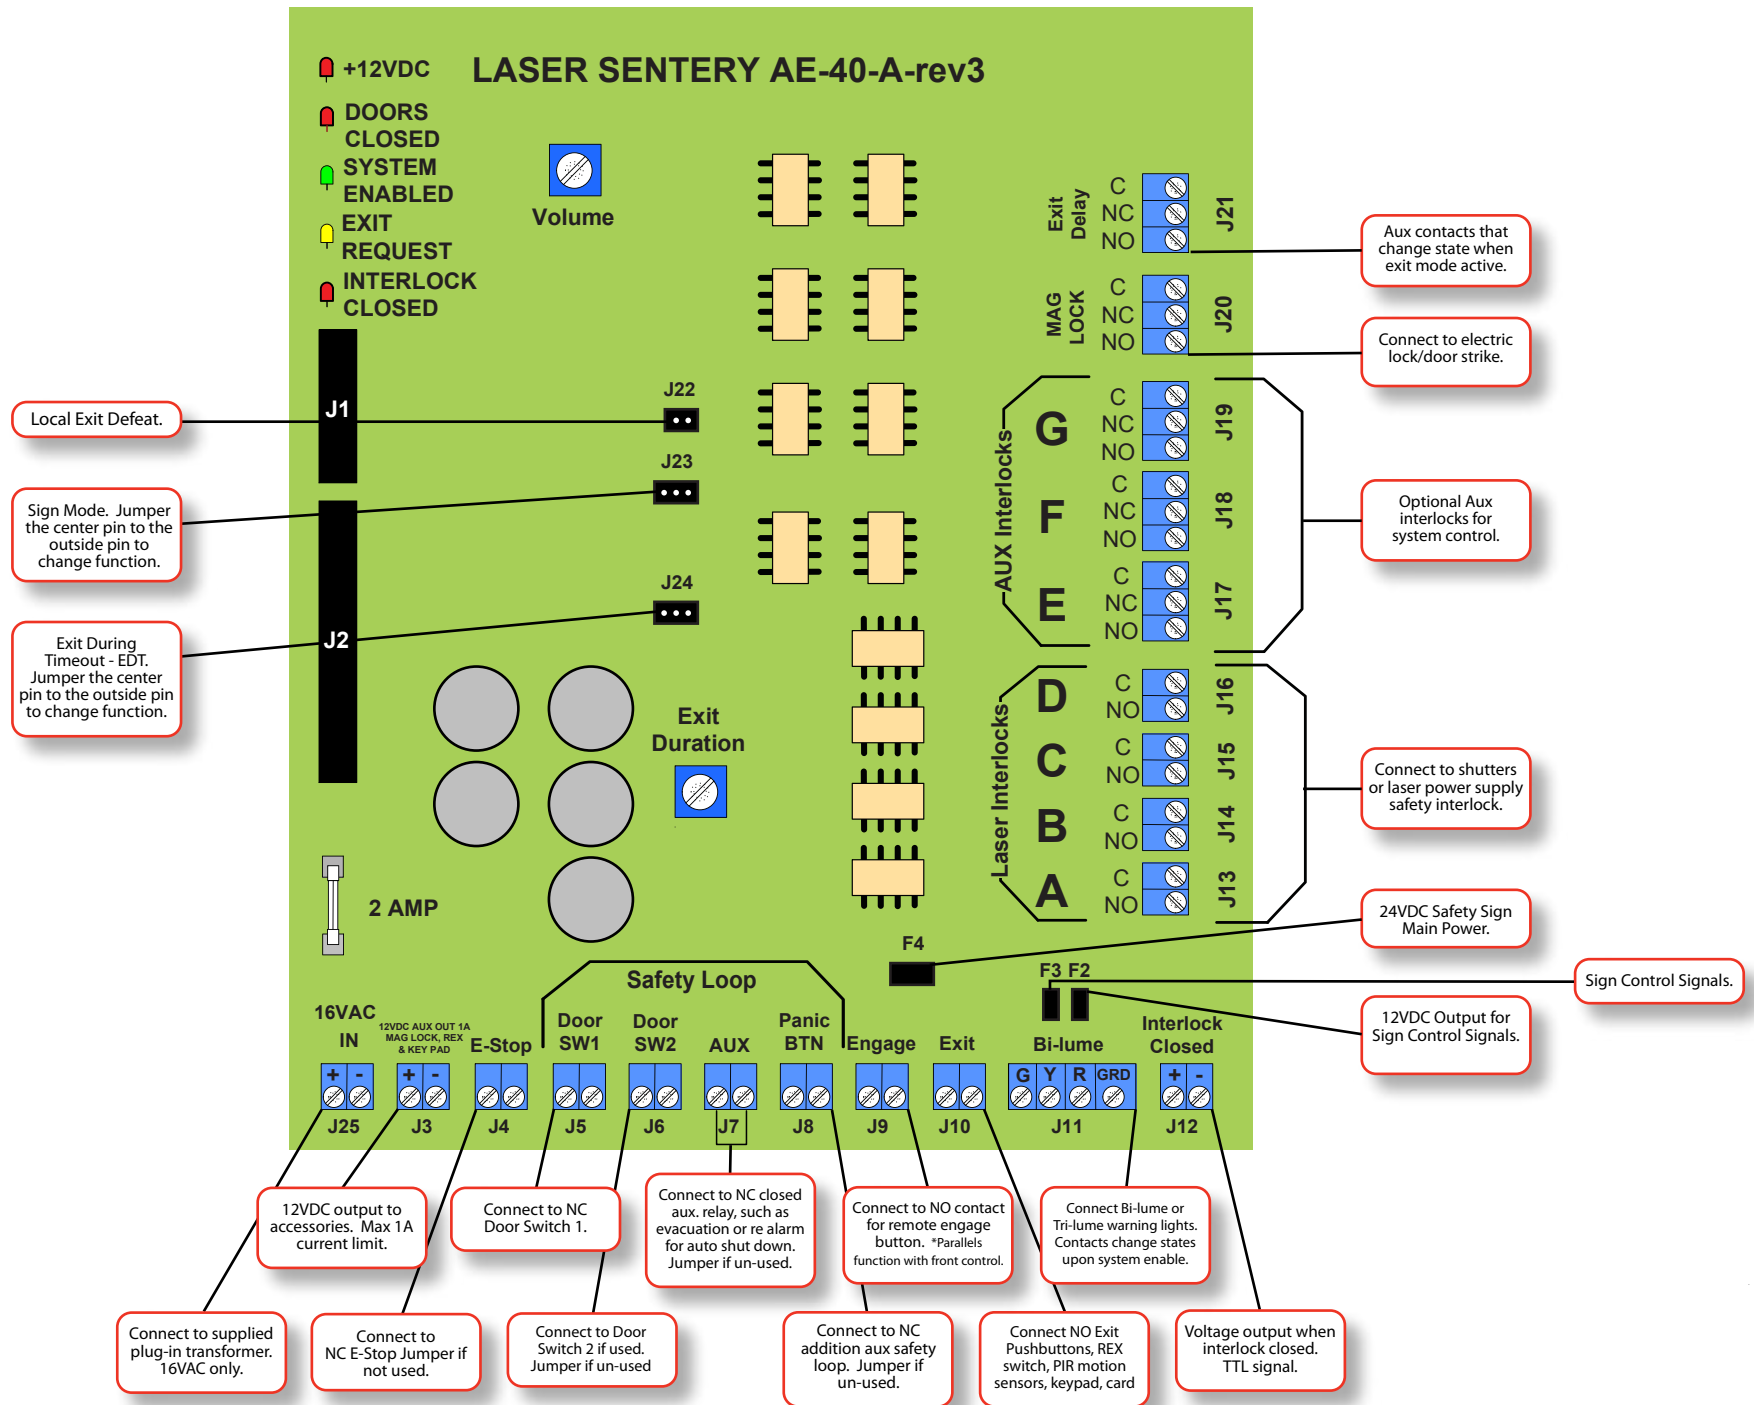 LASER SENTERY AE-40-A-rev3
+12VDC
DOORS
CLOSED
SYSTEM
ENABLED
EXIT
REQUEST
INTERLOCK
CLOSED
Volume
J1
J2
J22
J23
J24
Exit
Duration
2 AMP
Exit
Delay
C
NC
NO
J21
MAG
LOCK
C
NC
NO
J20
AUX Interlocks
G
C
NC
NO
J19
F
C
NC
NO
J18
E
C
NC
NO
J17
Laser Interlocks
D
C
NO
J16
C
C
NO
J15
B
C
NO
J14
A
C
NO
J13
F4
F3 F2
Safety Loop
16VAC
IN
+ -
J25
12VDC AUX OUT 1A
MAG LOCK, REX
& KEY PAD
+ -
J3
E-Stop
J4
Door
SW1
J5
Door
SW2
J6
AUX
J7
Panic
BTN
J8
Engage
J9
Exit
J10
Bi-lume
G Y R GRD
J11
Interlock
Closed
+ -
J12
Local Exit Defeat.
Sign Mode. Jumper
the center pin to the
outside pin to
change function.
Exit During
Timeout - EDT.
Jumper the center
pin to the outside pin
to change function.
Aux contacts that
change state when
exit mode active.
Connect to electric
lock/door strike.
Optional Aux
interlocks for
system control.
Connect to shutters
or laser power supply
safety interlock.
24VDC Safety Sign
Main Power.
Sign Control Signals.
12VDC Output for
Sign Control Signals.
12VDC output to
accessories. Max 1A
current limit.
Connect to NC
Door Switch 1.
Connect to NC closed
aux. relay, such as
evacuation or re alarm
for auto shut down.
Jumper if un-used.
Connect to NO contact
for remote engage
button. *Parallels
function with front control.
Connect Bi-lume or
Tri-lume warning lights.
Contacts change states
upon system enable.
Connect to supplied
plug-in transformer.
16VAC only.
Connect to
NC E-Stop Jumper if
not used.
Connect to Door
Switch 2 if used.
Jumper if un-used
Connect to NC
addition aux safety
loop. Jumper if
un-used.
Connect NO Exit
Pushbuttons, REX
switch, PIR motion
sensors, keypad, card
Voltage output when
interlock closed.
TTL signal.